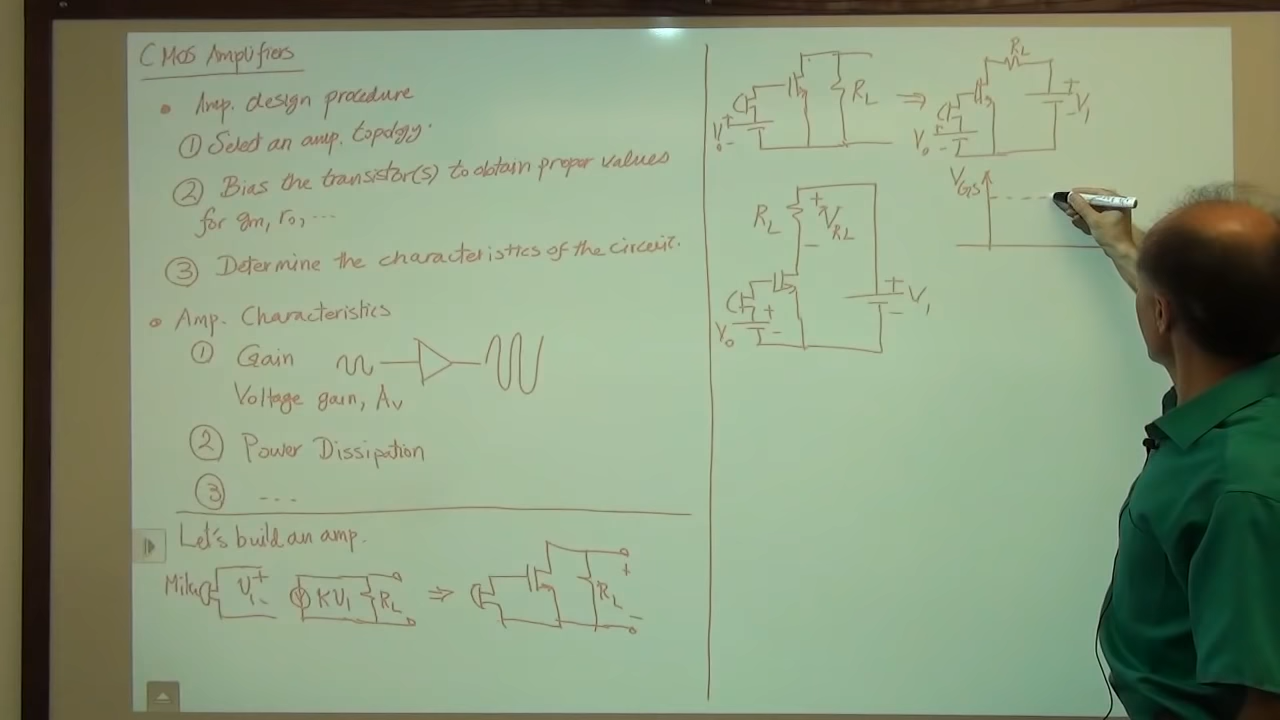 CMOS Amplifiers
• Amp. design procedure
① Select an amp. topology.
② Bias the transistor(s) to obtain proper values
for gm, ro, ...
③ Determine the characteristics of the circuit.
• Amp. Characteristics
① Gain
Voltage gain, Av
② Power Dissipation
③ ...
Let's build an amp.
V1 + - KV1 RL ⇒ RL + -
V0 + - RL ⇒ V0 + - RL + - V1
RL + VRL - V0 + - + - V1
VGS